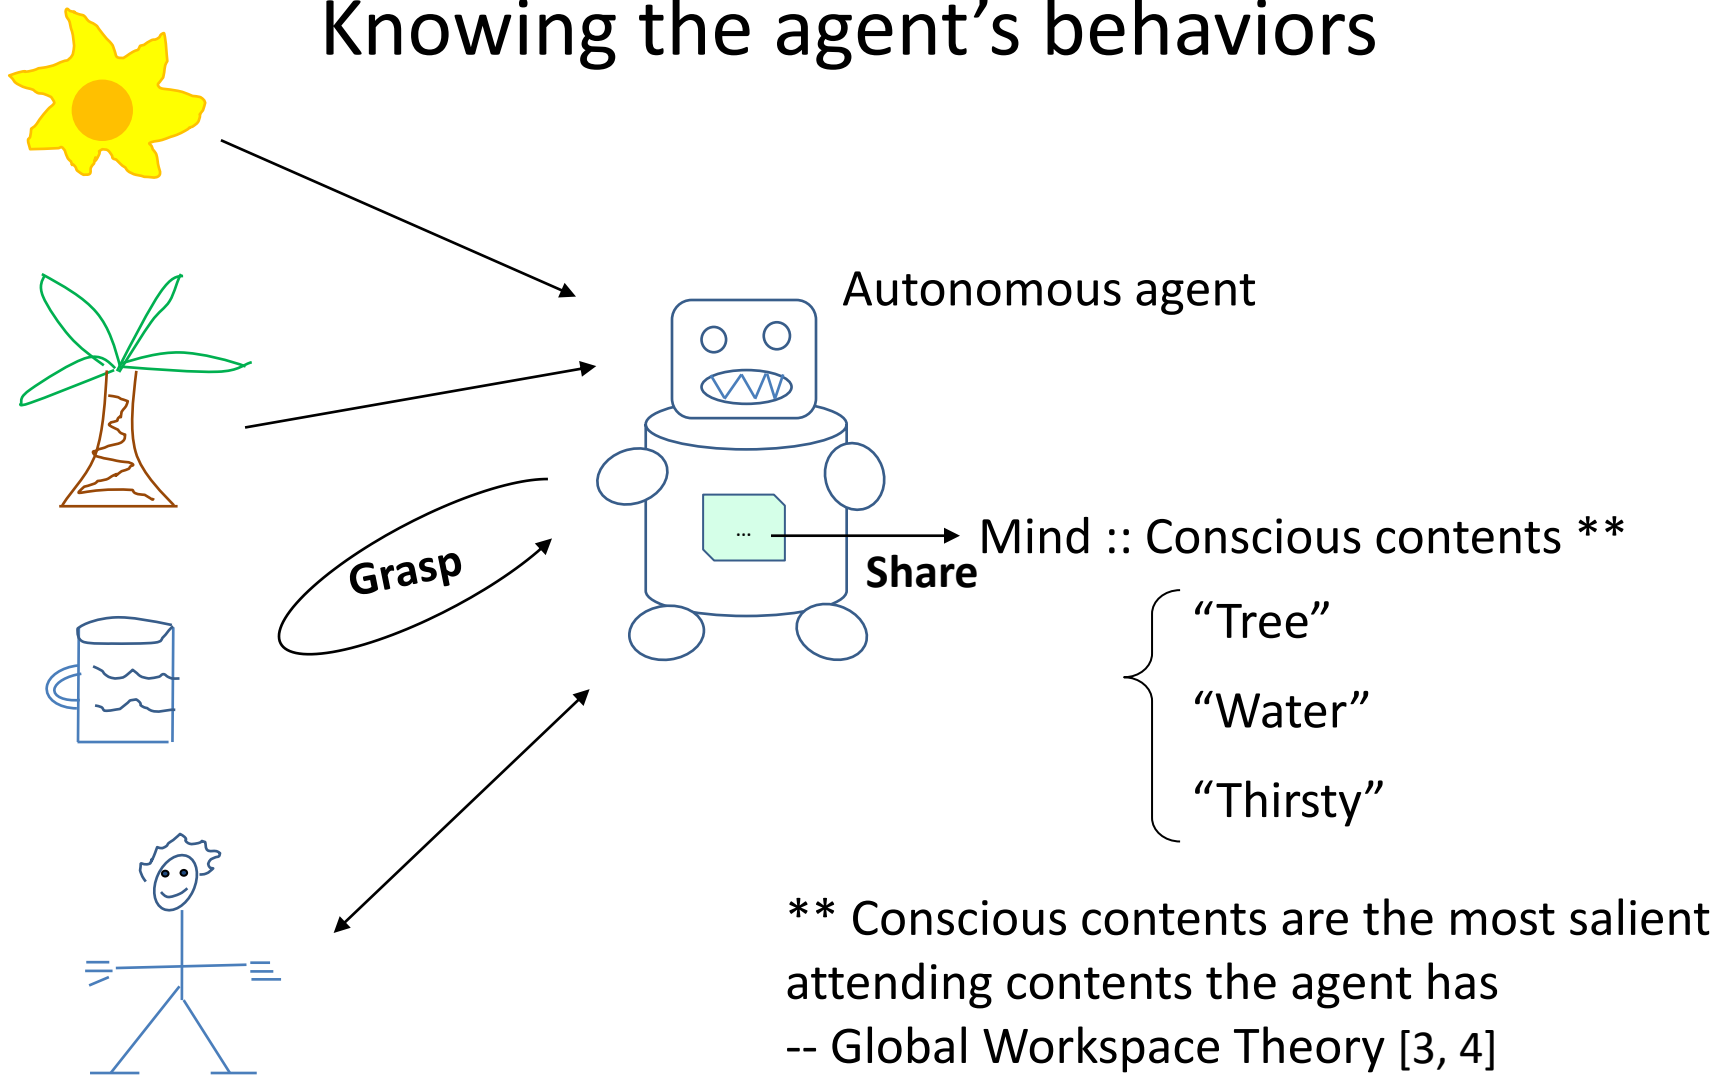 Knowing the agent’s behaviors
Autonomous agent
...
Grasp
Share
Mind :: Conscious contents **
“Tree”
“Water”
“Thirsty”
** Conscious contents are the most salient
attending contents the agent has
-- Global Workspace Theory [3, 4]